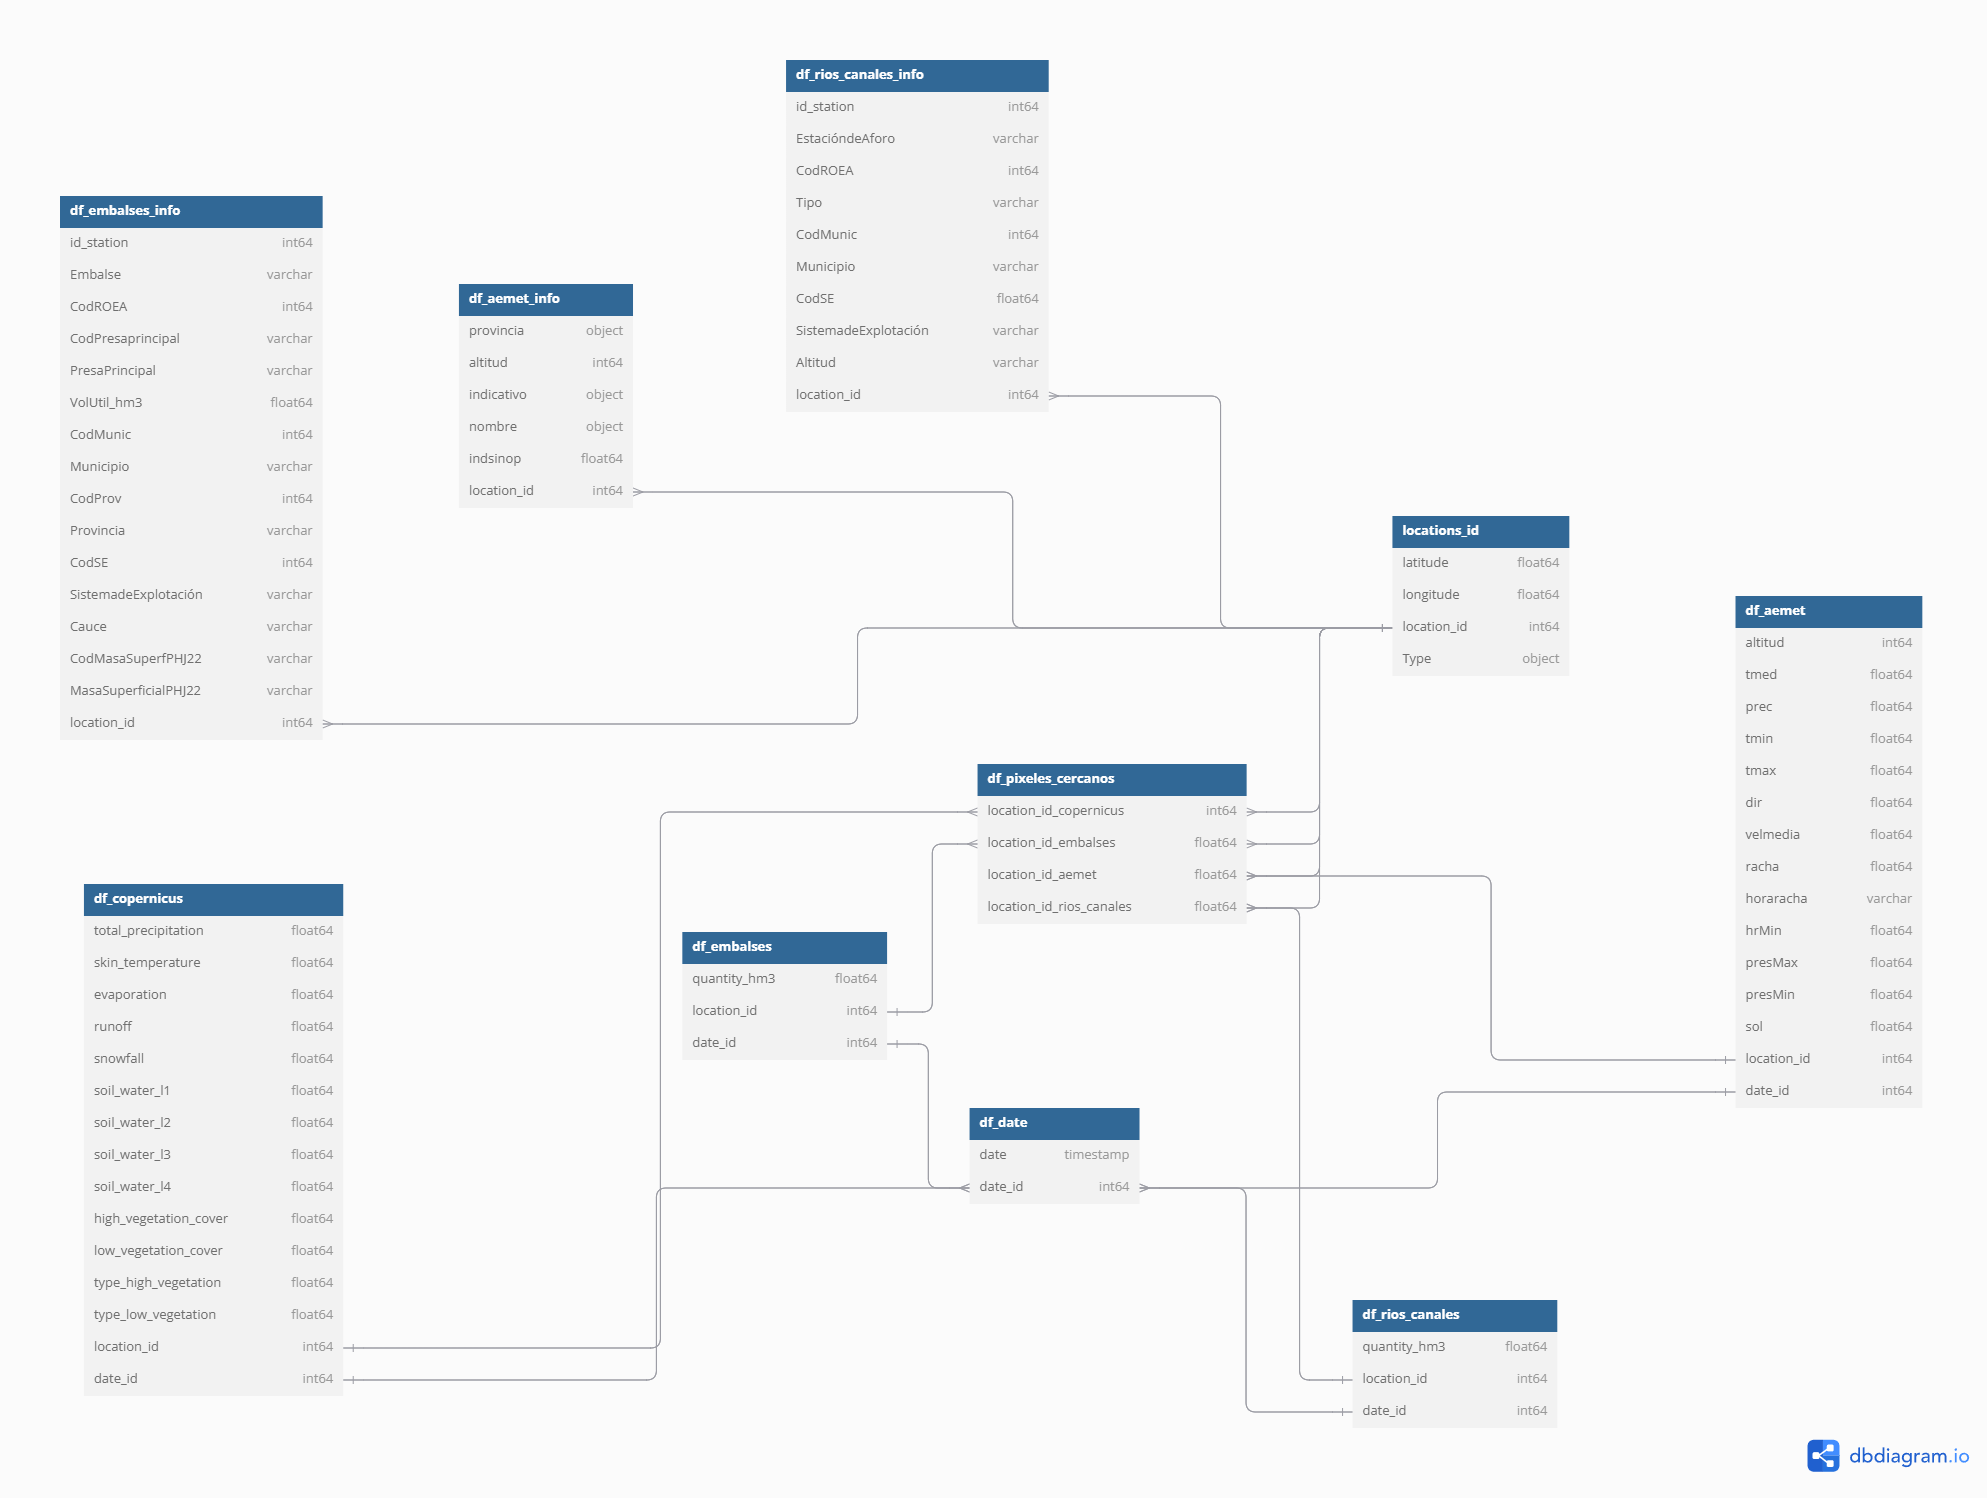 df_rios_canales_info
id_station int64
EstacióndeAforo varchar
CodROEA int64
Tipo varchar
CodMunic int64
Municipio varchar
CodSE float64
SistemadeExplotación varchar
Altitud varchar
location_id int64
df_embalses_info
id_station int64
Embalse varchar
CodROEA int64
CodPresaprincipal varchar
PresaPrincipal varchar
VolUtil_hm3 float64
CodMunic int64
Municipio varchar
CodProv int64
Provincia varchar
CodSE int64
SistemadeExplotación varchar
Cauce varchar
CodMasaSuperfPHJ22 varchar
MasaSuperficialPHJ22 varchar
location_id int64
df_aemet_info
provincia object
altitud int64
indicativo object
nombre object
indsinop float64
location_id int64
locations_id
latitude float64
longitude float64
location_id int64
Type object
df_aemet
altitud int64
tmed float64
prec float64
tmin float64
tmax float64
dir float64
velmedia float64
racha float64
horaracha varchar
hrMin float64
presMax float64
presMin float64
sol float64
location_id int64
date_id int64
df_pixeles_cercanos
location_id_copernicus int64
location_id_embalses float64
location_id_aemet float64
location_id_rios_canales float64
df_copernicus
total_precipitation float64
skin_temperature float64
evaporation float64
runoff float64
snowfall float64
soil_water_l1 float64
soil_water_l2 float64
soil_water_l3 float64
soil_water_l4 float64
high_vegetation_cover float64
low_vegetation_cover float64
type_high_vegetation float64
type_low_vegetation float64
location_id int64
date_id int64
df_embalses
quantity_hm3 float64
location_id int64
date_id int64
df_date
date timestamp
date_id int64
df_rios_canales
quantity_hm3 float64
location_id int64
date_id int64
dbdiagram.io